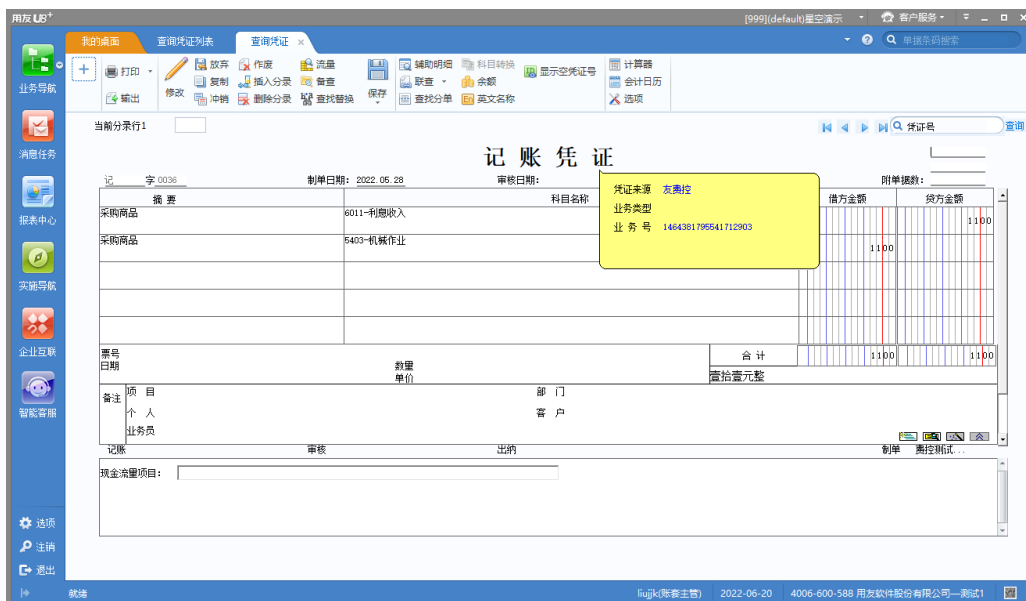 用友U8+ [999](default)星空演示 客户服务
我的桌面 查询凭证列表 查询凭证 单据条码搜索
打印 放弃 作废 流量 辅助明细 科目转换 计算器
修改 复制 插入分录 备查 保存 联查 余额 显示空凭证号 会计日历
输出 冲销 删除分录 查找替换 查找分单 英文名称 选项
业务导航
消息任务
报表中心
实施导航
企业互联
智能客服
选项
注销
退出
当前分录行1 凭证号 查询
记 账 凭 证
记 字 0036 制单日期: 2022.05.28 审核日期: 附单据数:
凭证来源 友费控
业务类型
业 务 号 1464381795541712903
摘 要 科目名称 借方金额 贷方金额
采购商品 6011-利息收入 1100
采购商品 5403-机械作业 1100
票号
日期 数量
单价
合 计 1100 1100
壹拾壹元整
备注 项 目 部 门
个 人 客 户
业务员
记账 审核 出纳 制单 费控测试...
现金流量项目:
就绪 liujjk(账套主管) 2022-06-20 4006-600-588 用友软件股份有限公司—测试1